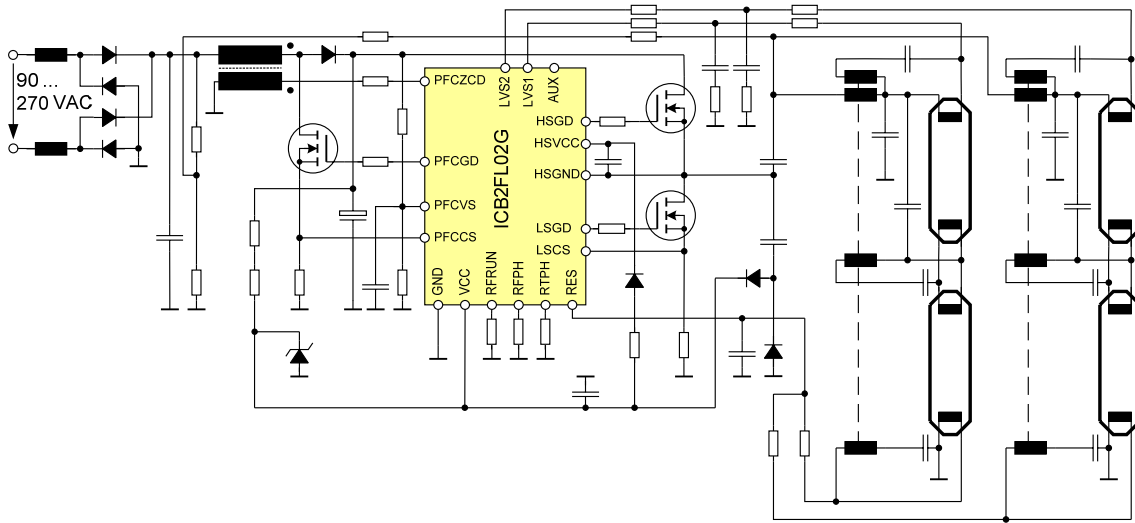 90 ...
270 VAC
PFCZCD
PFCGD
PFCVS
PFCCS
LVS2
LVS1
AUX
HSGD
HSVCC
HSGND
LSGD
LSCS
ICB2FL02G
GND
VCC
RFRUN
RFPH
RTPH
RES